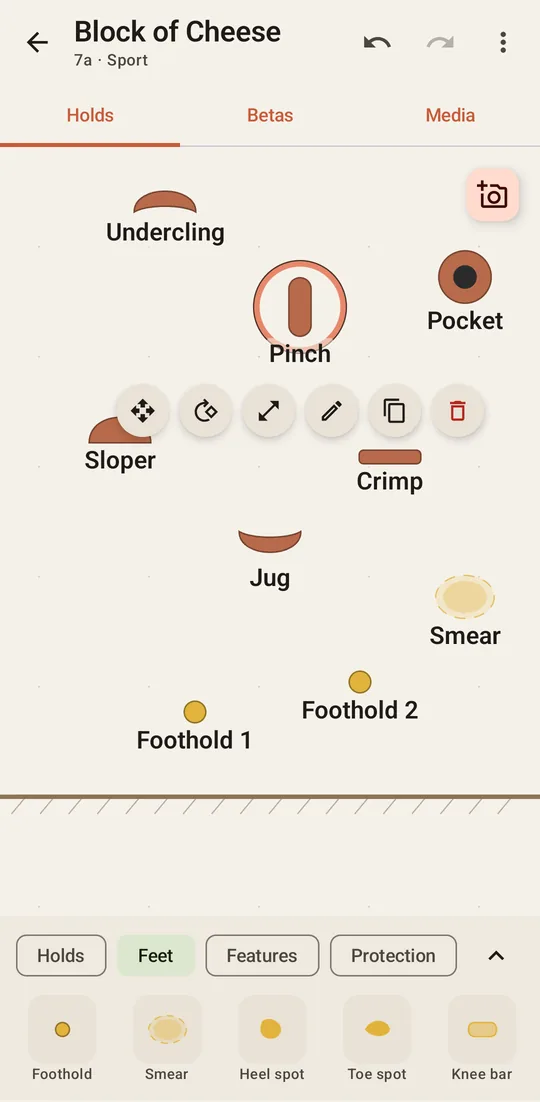 Block of Cheese
7a · Sport
Holds
Betas
Media
Undercling
Pocket
Pinch
Sloper
Crimp
Jug
Smear
Foothold 2
Foothold 1
Holds
Feet
Features
Protection
Foothold
Smear
Heel spot
Toe spot
Knee bar